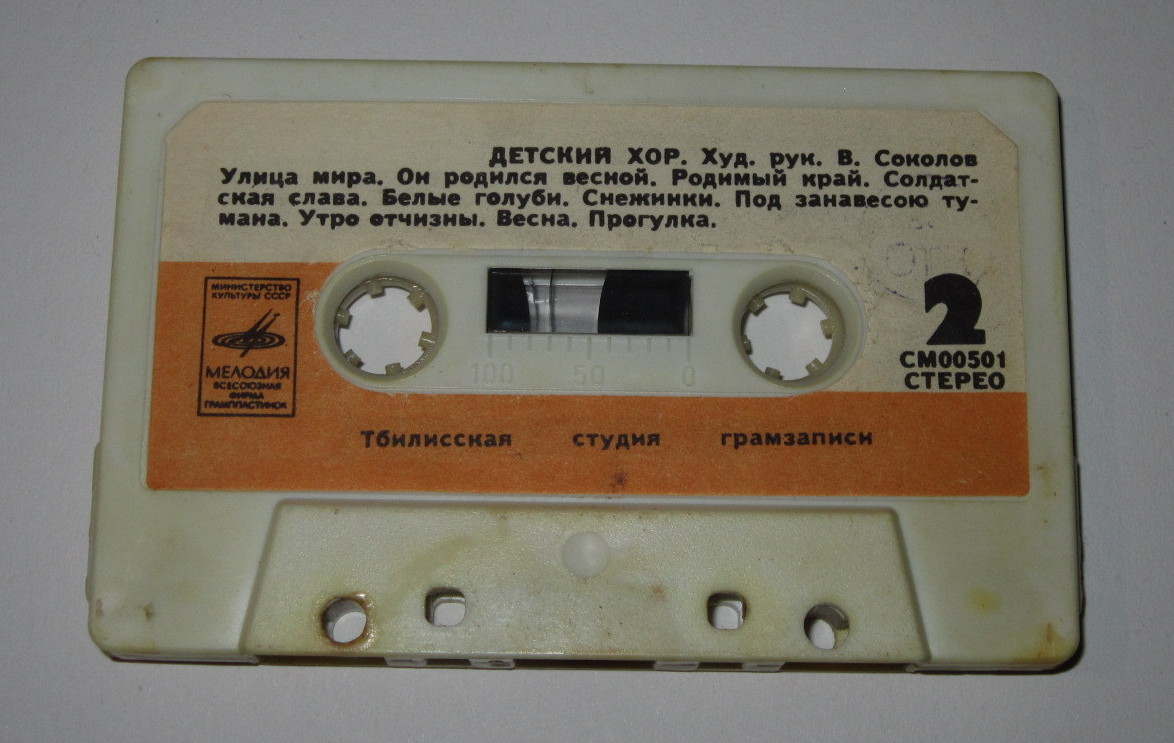 ДЕТСКИЙ ХОР. Худ. рук. В. Соколов
Улица мира. Он родился весной. Родимый край. Солдат-
ская слава. Белые голуби. Снежинки. Под занавесою ту-
мана. Утро отчизны. Весна. Прогулка.
МИНИСТЕРСТВО
КУЛЬТУРЫ СССР
МЕЛОДИЯ
ВСЕСОЮЗНАЯ
ФИРМА
ГРАМПЛАСТИНОК
2
СМ00501
СТЕРЕО
100 50 0
Тбилисская студия грамзаписи